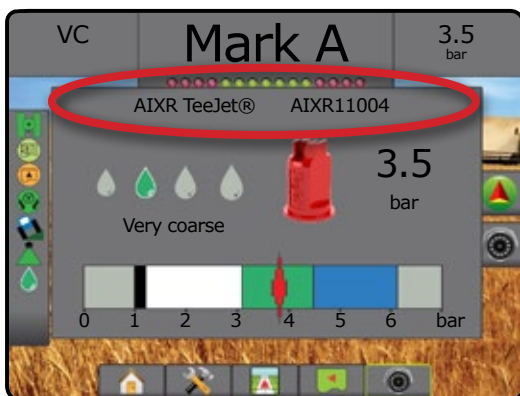 VC Mark A 3.5
bar
AIXR TeeJet® AIXR11004
3.5
bar
Very coarse
0 1 2 3 4 5 6 bar